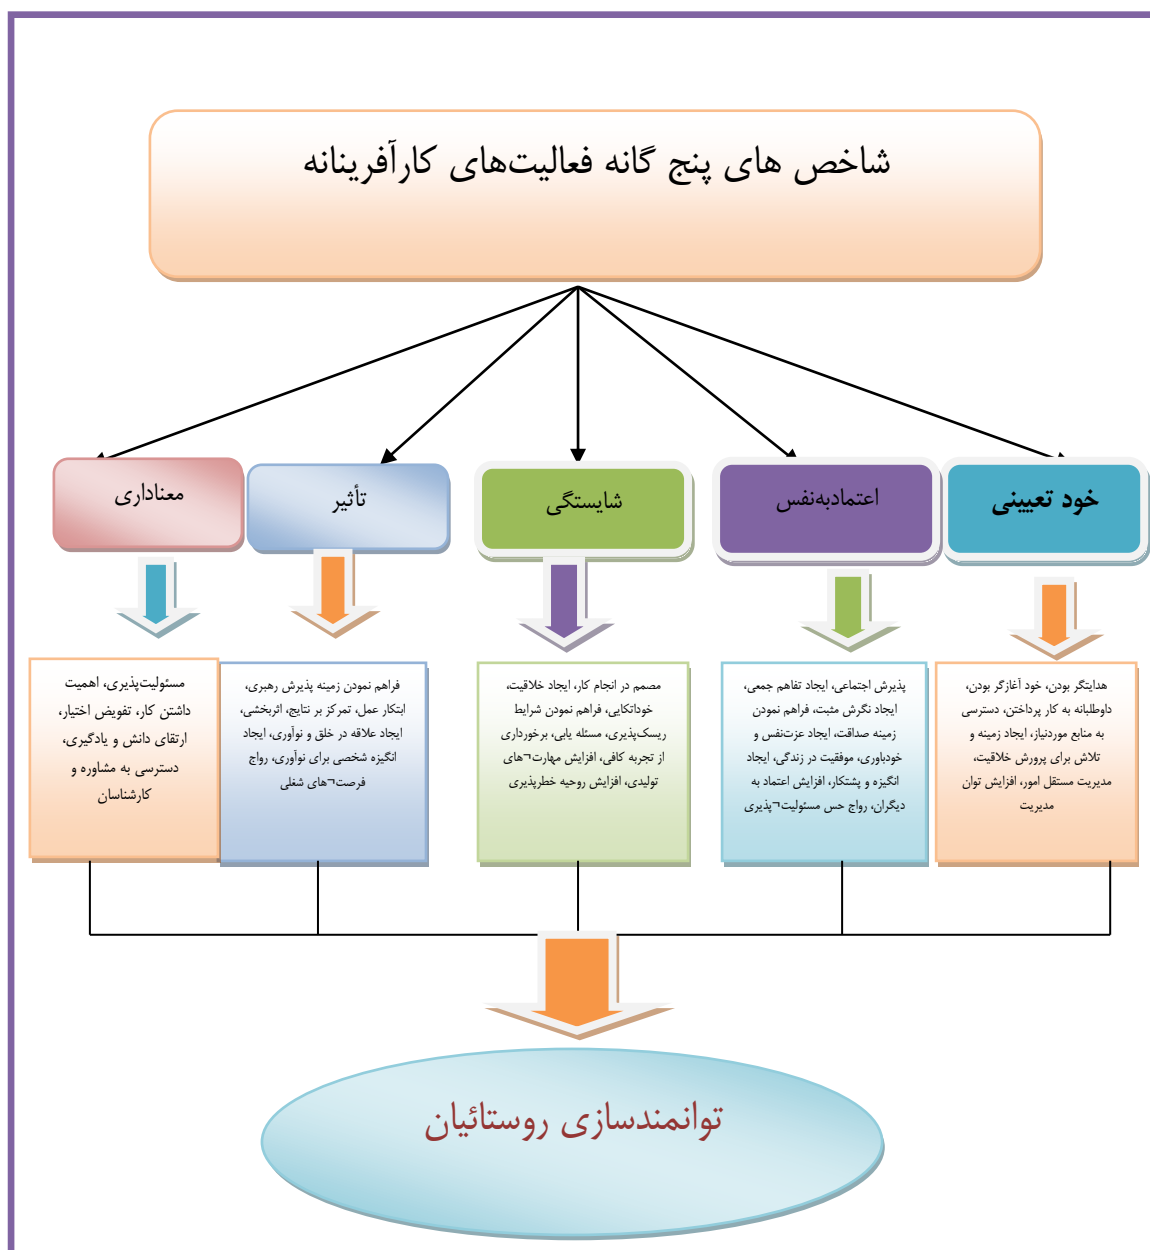 شاخص های پنج گانه فعالیت‌های کارآفرینانه
خود تعیینی
اعتمادبه‌نفس
شایستگی
تأثیر
معناداری
هدایتگر بودن، خود آغازگر بودن،
داوطلبانه به کار پرداختن، دسترسی
به منابع موردنیاز، ایجاد زمینه و
تلاش برای پرورش خلاقیت،
مدیریت مستقل امور، افزایش توان
مدیریت
پذیرش اجتماعی، ایجاد تفاهم جمعی،
ایجاد نگرش مثبت، فراهم نمودن
زمینه صداقت، ایجاد عزت‌نفس و
خودباوری، موفقیت در زندگی، ایجاد
انگیزه و پشتکار، افزایش اعتماد به
دیگران، رواج حس مسئولیت¬پذیری
مصمم در انجام کار، ایجاد خلاقیت،
خوداتکایی، فراهم نمودن شرایط
ریسک‌پذیری، مسئله یابی، برخورداری
از تجربه کافی، افزایش مهارت¬های
تولیدی، افزایش روحیه خطرپذیری
فراهم نمودن زمینه پذیرش رهبری،
ابتکار عمل، تمرکز بر نتایج، اثربخشی،
ایجاد علاقه در خلق و نوآوری، ایجاد
انگیزه شخصی برای نوآوری، رواج
فرصت¬های شغلی
مسئولیت‌پذیری، اهمیت
داشتن کار، تفویض اختیار،
ارتقای دانش و یادگیری،
دسترسی به مشاوره و
کارشناسان
توانمندسازی روستائیان